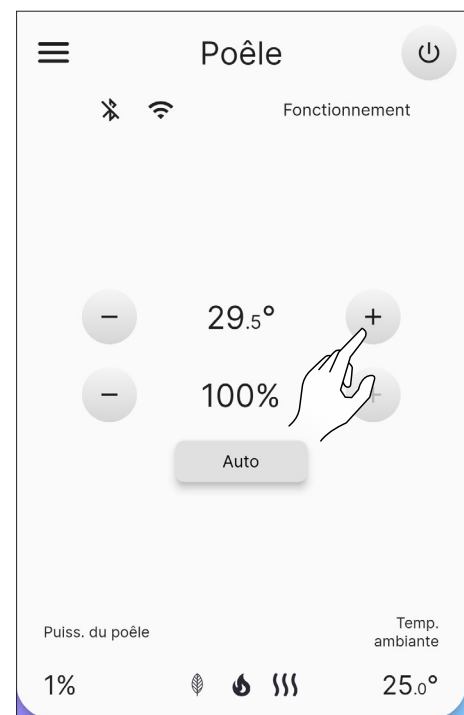 Poêle
Fonctionnement
− 29.5° +
− 100% +
Auto
Puiss. du poêle
Temp.
ambiante
1%
25.0°